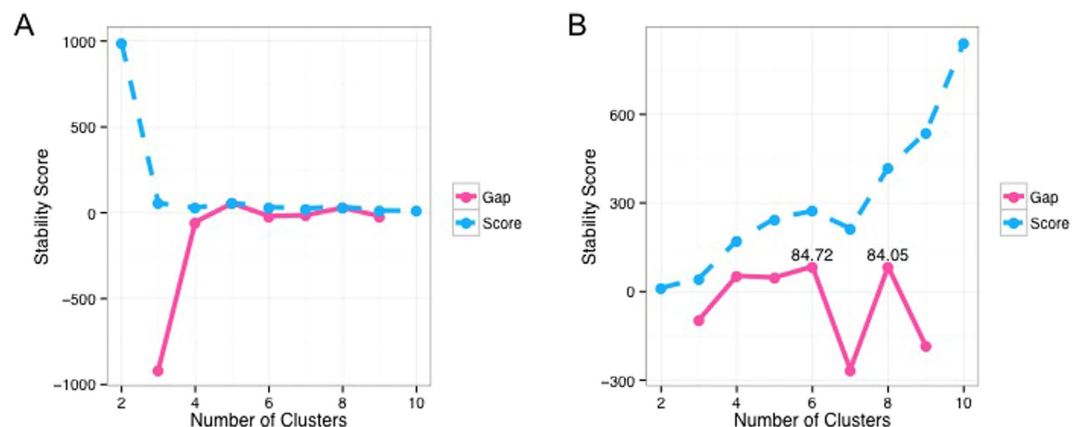 A
1000
500
0
−500
−1000
2
4
6
8
10
Number of Clusters
Stability Score
Gap
Score
B
600
300
0
−300
84.72
84.05
2
4
6
8
10
Number of Clusters
Stability Score
Gap
Score